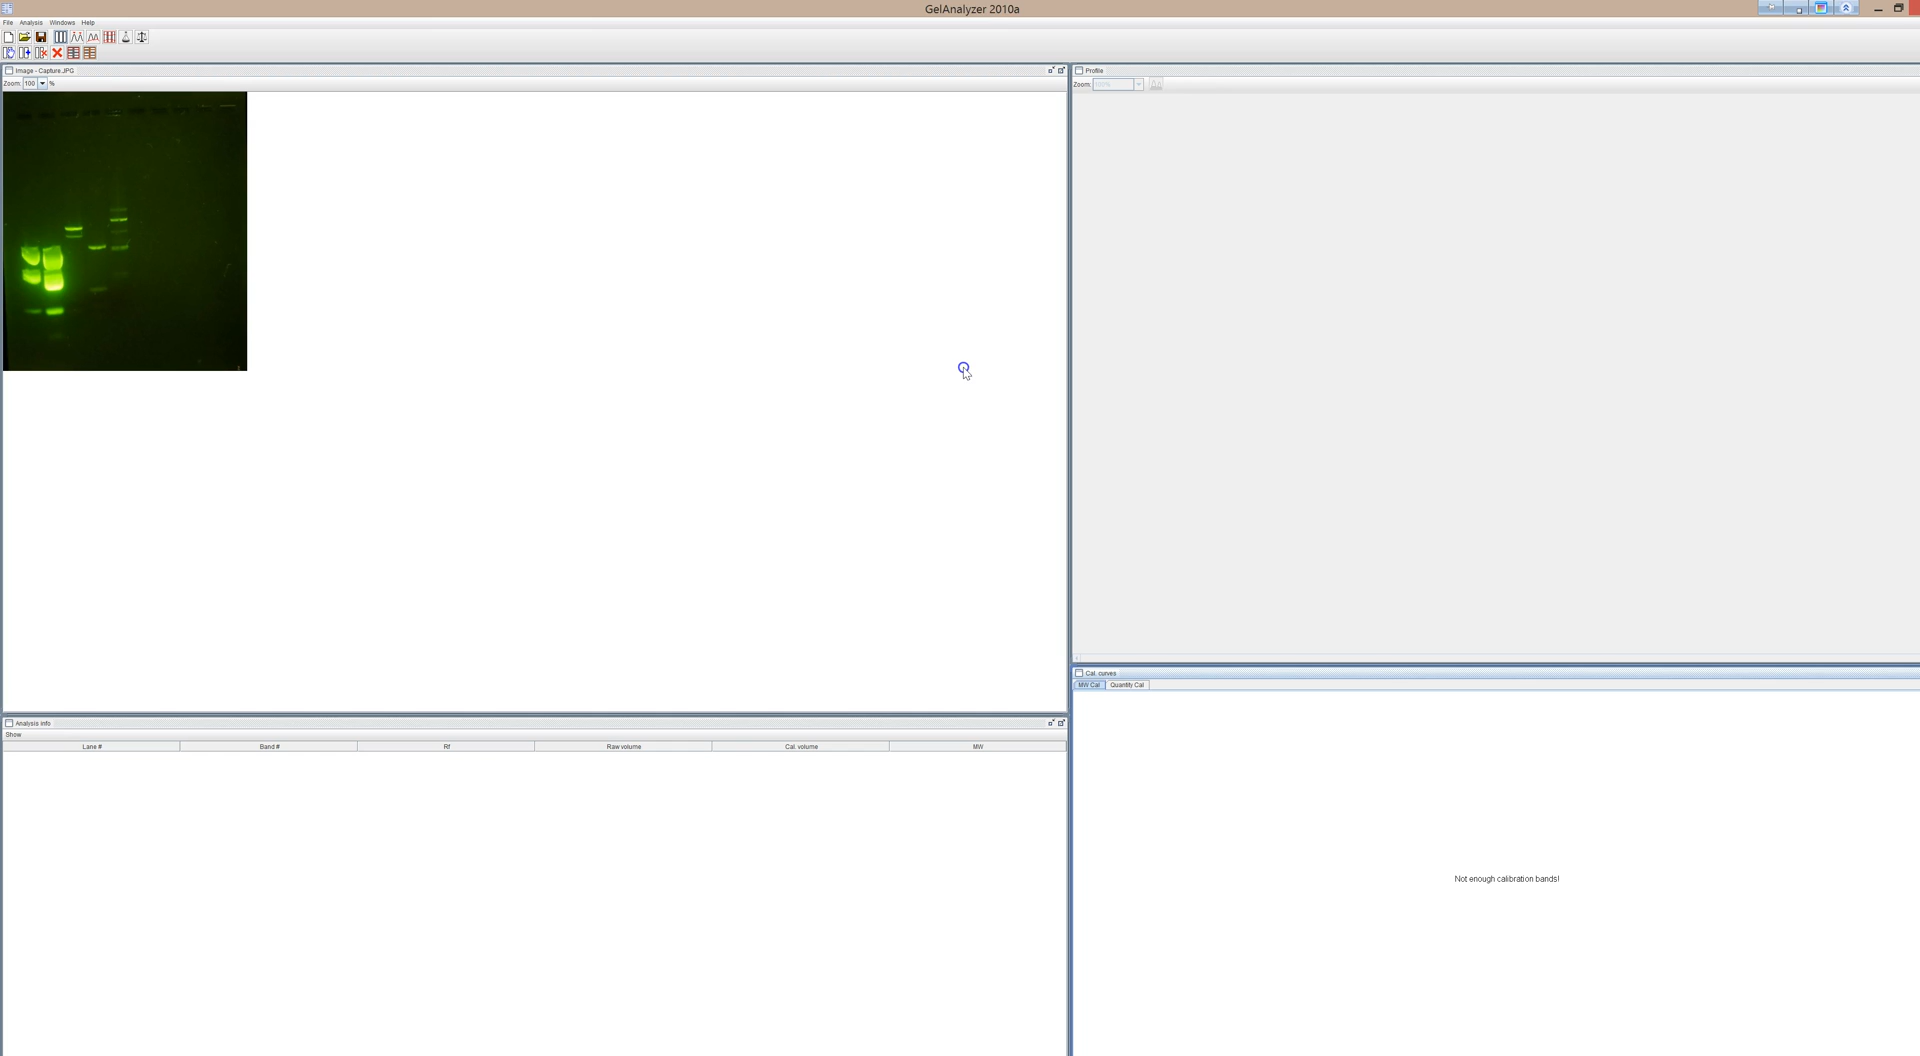 GelAnalyzer 2010a
File Analysis Windows Help
Image - Capture.JPG
Zoom: 100 %
Profile
Zoom: 100%
Cal. curves
MW Cal Quantity Cal
Not enough calibration bands!
Analysis info
Show
Lane # Band # Rf Raw volume Cal. volume MW